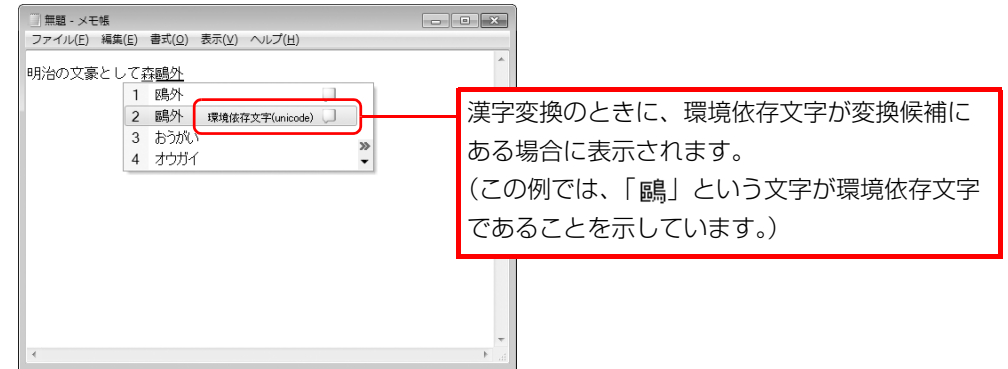 無題 - メモ帳
ファイル(F) 編集(E) 書式(O) 表示(V) ヘルプ(H)
明治の文豪として森鷗外
1 鴎外
2 鷗外 環境依存文字(unicode)
3 おうがい
4 オウガイ
漢字変換のときに、環境依存文字が変換候補に
ある場合に表示されます。
(この例では、「鷗」という文字が環境依存文字
であることを示しています。)